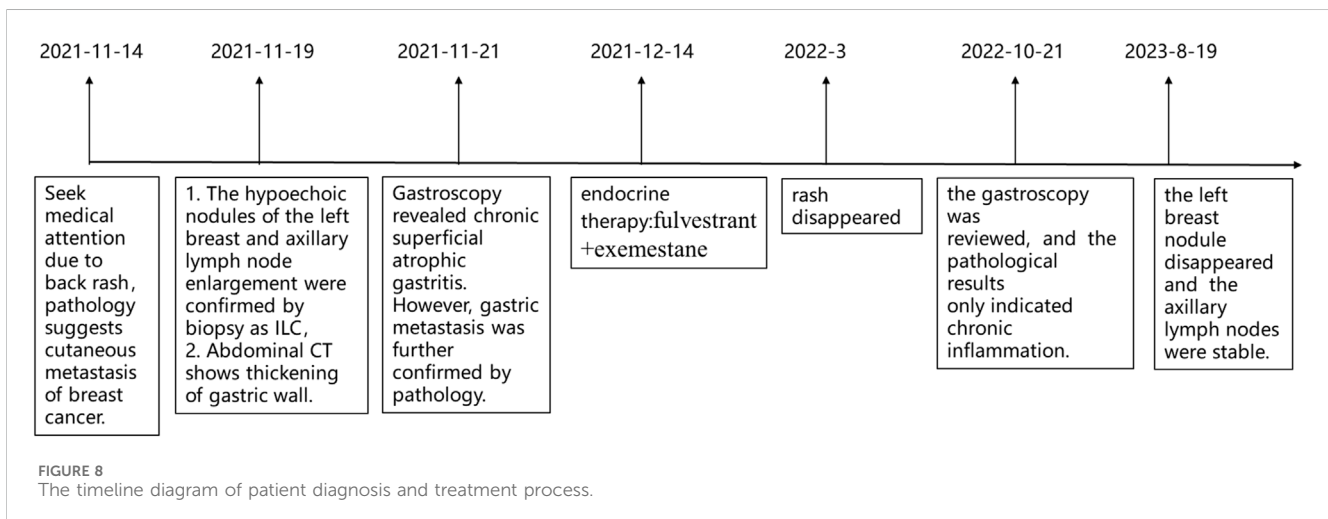 2021-11-14
2021-11-19
2021-11-21
2021-12-14
2022-3
2022-10-21
2023-8-19
Seek
medical
attention
due to
back rash,
pathology
suggests
cutaneous
metastasis
of breast
cancer.
1. The hypoechoic
nodules of the left
breast and axillary
lymph node
enlargement were
confirmed by
biopsy as ILC,
2. Abdominal CT
shows thickening
of gastric wall.
Gastroscopy
revealed chronic
superficial
atrophic
gastritis.
However, gastric
metastasis was
further
confirmed by
pathology.
endocrine
therapy:fulvestrant
+exemestane
rash
disappeared
the gastroscopy
was
reviewed, and the
pathological
results
only indicated
chronic
inflammation.
the left
breast
nodule
disappeared
and the
axillary
lymph nodes
were stable.
FIGURE 8
The timeline diagram of patient diagnosis and treatment process.